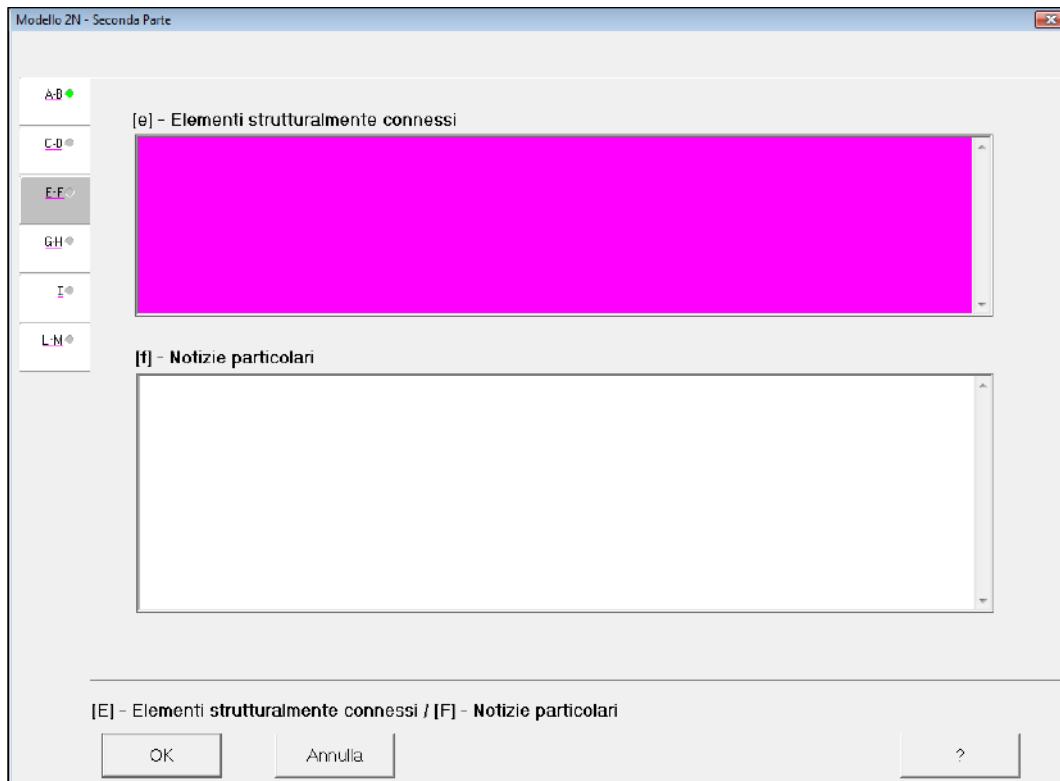 Modello 2N - Seconda Parte
A-B
C-D
E-F
G-H
I
L-M
[e] - Elementi strutturalmente connessi
[f] - Notizie particolari
[E] - Elementi strutturalmente connessi / [F] - Notizie particolari
OK
Annulla
?